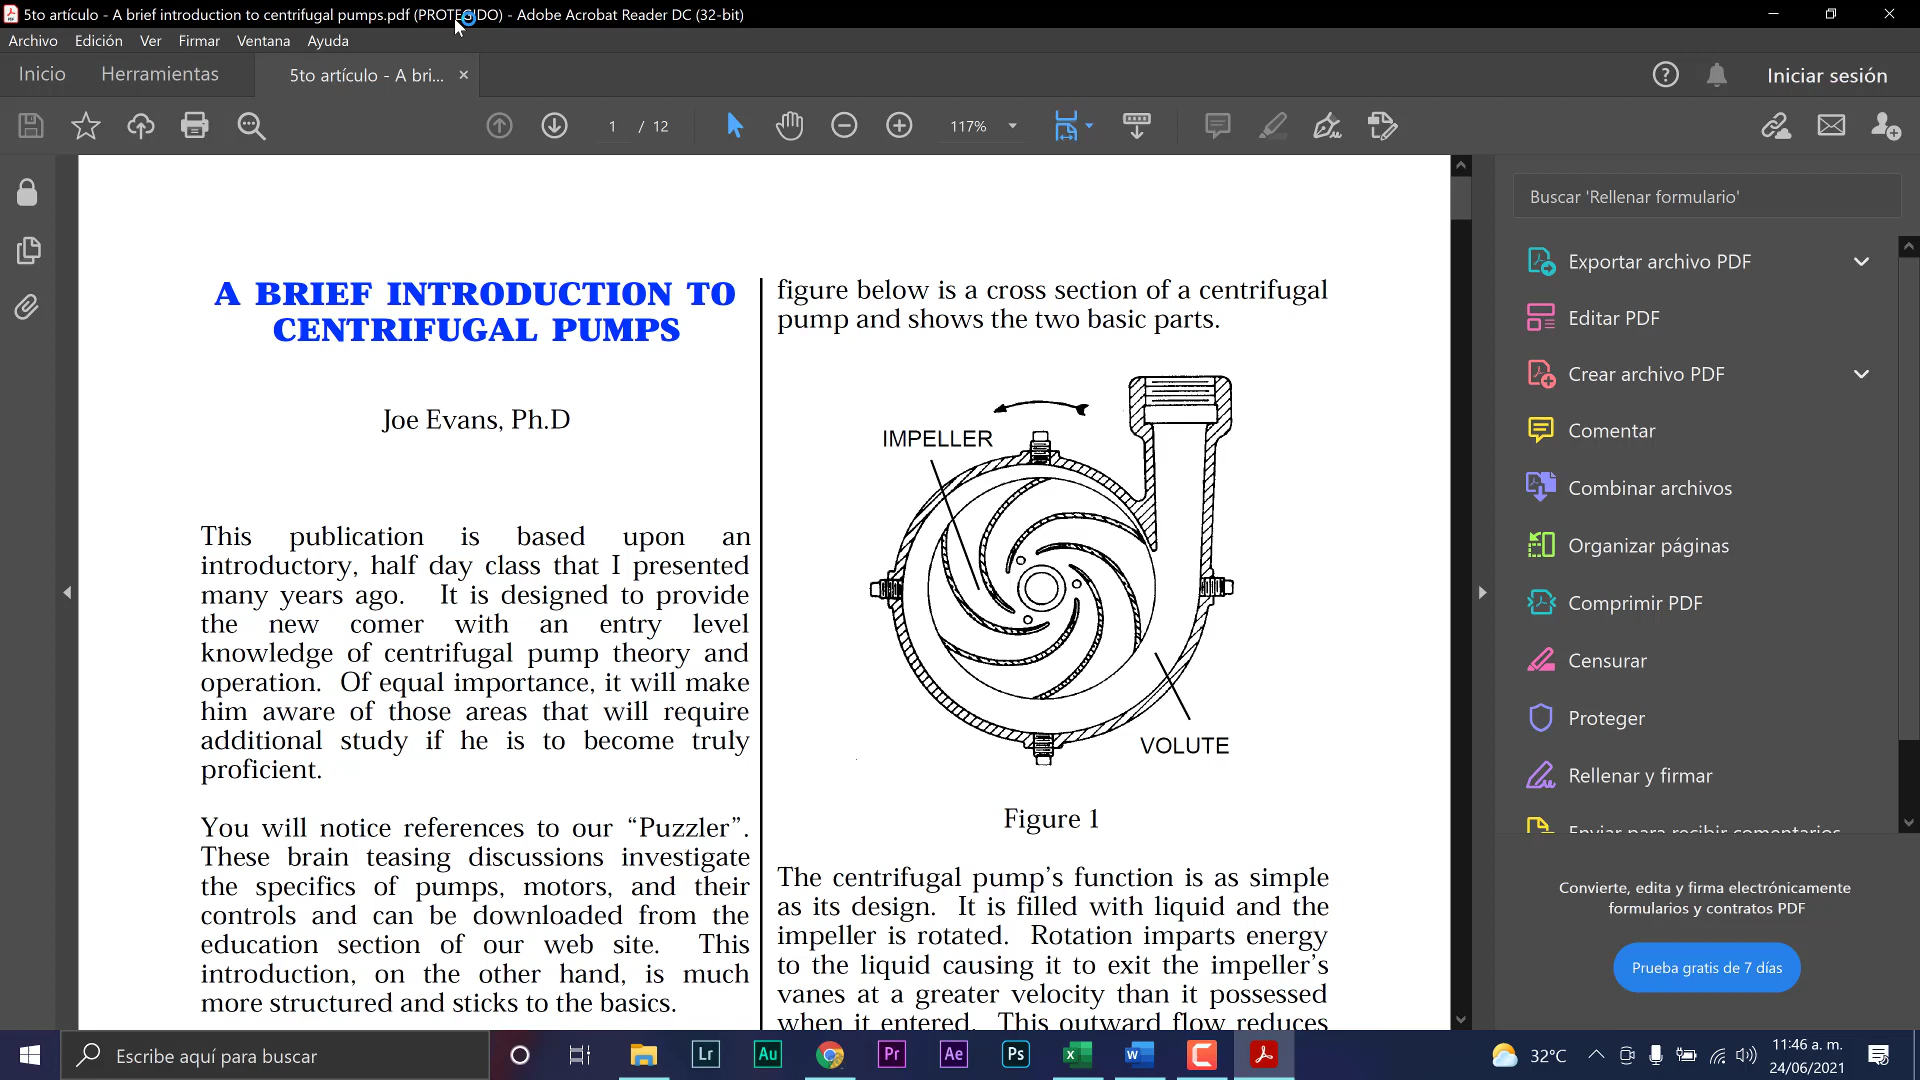 5to artículo - A brief introduction to centrifugal pumps.pdf (PROTEGIDO) - Adobe Acrobat Reader DC (32-bit)
Archivo Edición Ver Firmar Ventana Ayuda
Inicio Herramientas 5to artículo - A bri... × Iniciar sesión
1 / 12 117%
Buscar 'Rellenar formulario'
Exportar archivo PDF
Editar PDF
Crear archivo PDF
Comentar
Combinar archivos
Organizar páginas
Comprimir PDF
Censurar
Proteger
Rellenar y firmar
Enviar para recibir comentarios
Convierte, edita y firma electrónicamente
formularios y contratos PDF
Prueba gratis de 7 días
A BRIEF INTRODUCTION TO
CENTRIFUGAL PUMPS
Joe Evans, Ph.D
This publication is based upon an
introductory, half day class that I presented
many years ago. It is designed to provide
the new comer with an entry level
knowledge of centrifugal pump theory and
operation. Of equal importance, it will make
him aware of those areas that will require
additional study if he is to become truly
proficient.
You will notice references to our “Puzzler”.
These brain teasing discussions investigate
the specifics of pumps, motors, and their
controls and can be downloaded from the
education section of our web site. This
introduction, on the other hand, is much
more structured and sticks to the basics.
figure below is a cross section of a centrifugal
pump and shows the two basic parts.
IMPELLER
VOLUTE
Figure 1
The centrifugal pump’s function is as simple
as its design. It is filled with liquid and the
impeller is rotated. Rotation imparts energy
to the liquid causing it to exit the impeller’s
vanes at a greater velocity than it possessed
when it entered. This outward flow reduces
Escribe aquí para buscar
Lr Au Pr Ae Ps
32°C
11:46 a. m.
24/06/2021